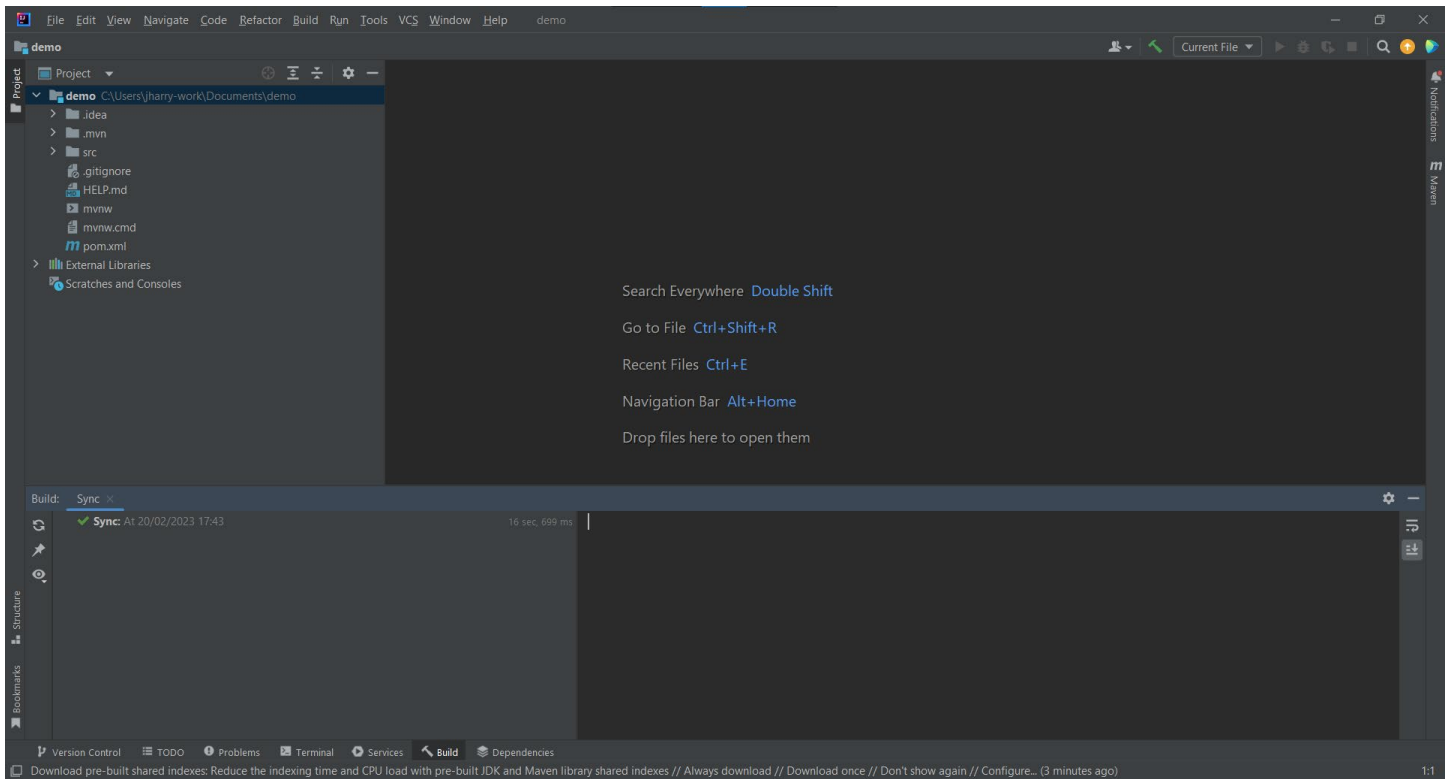 File Edit View Navigate Code Refactor Build Run Tools VCS Window Help demo
demo
Current File
Project
Project
demo C:\Users\jharry-work\Documents\demo
.idea
.mvn
src
.gitignore
HELP.md
mvnw
mvnw.cmd
pom.xml
External Libraries
Scratches and Consoles
Search Everywhere Double Shift
Go to File Ctrl+Shift+R
Recent Files Ctrl+E
Navigation Bar Alt+Home
Drop files here to open them
Notifications
m Maven
Build: Sync
Sync: At 20/02/2023 17:43 16 sec, 699 ms
Structure
Bookmarks
Version Control TODO Problems Terminal Services Build Dependencies
Download pre-built shared indexes: Reduce the indexing time and CPU load with pre-built JDK and Maven library shared indexes // Always download // Download once // Don't show again // Configure... (3 minutes ago) 1:1